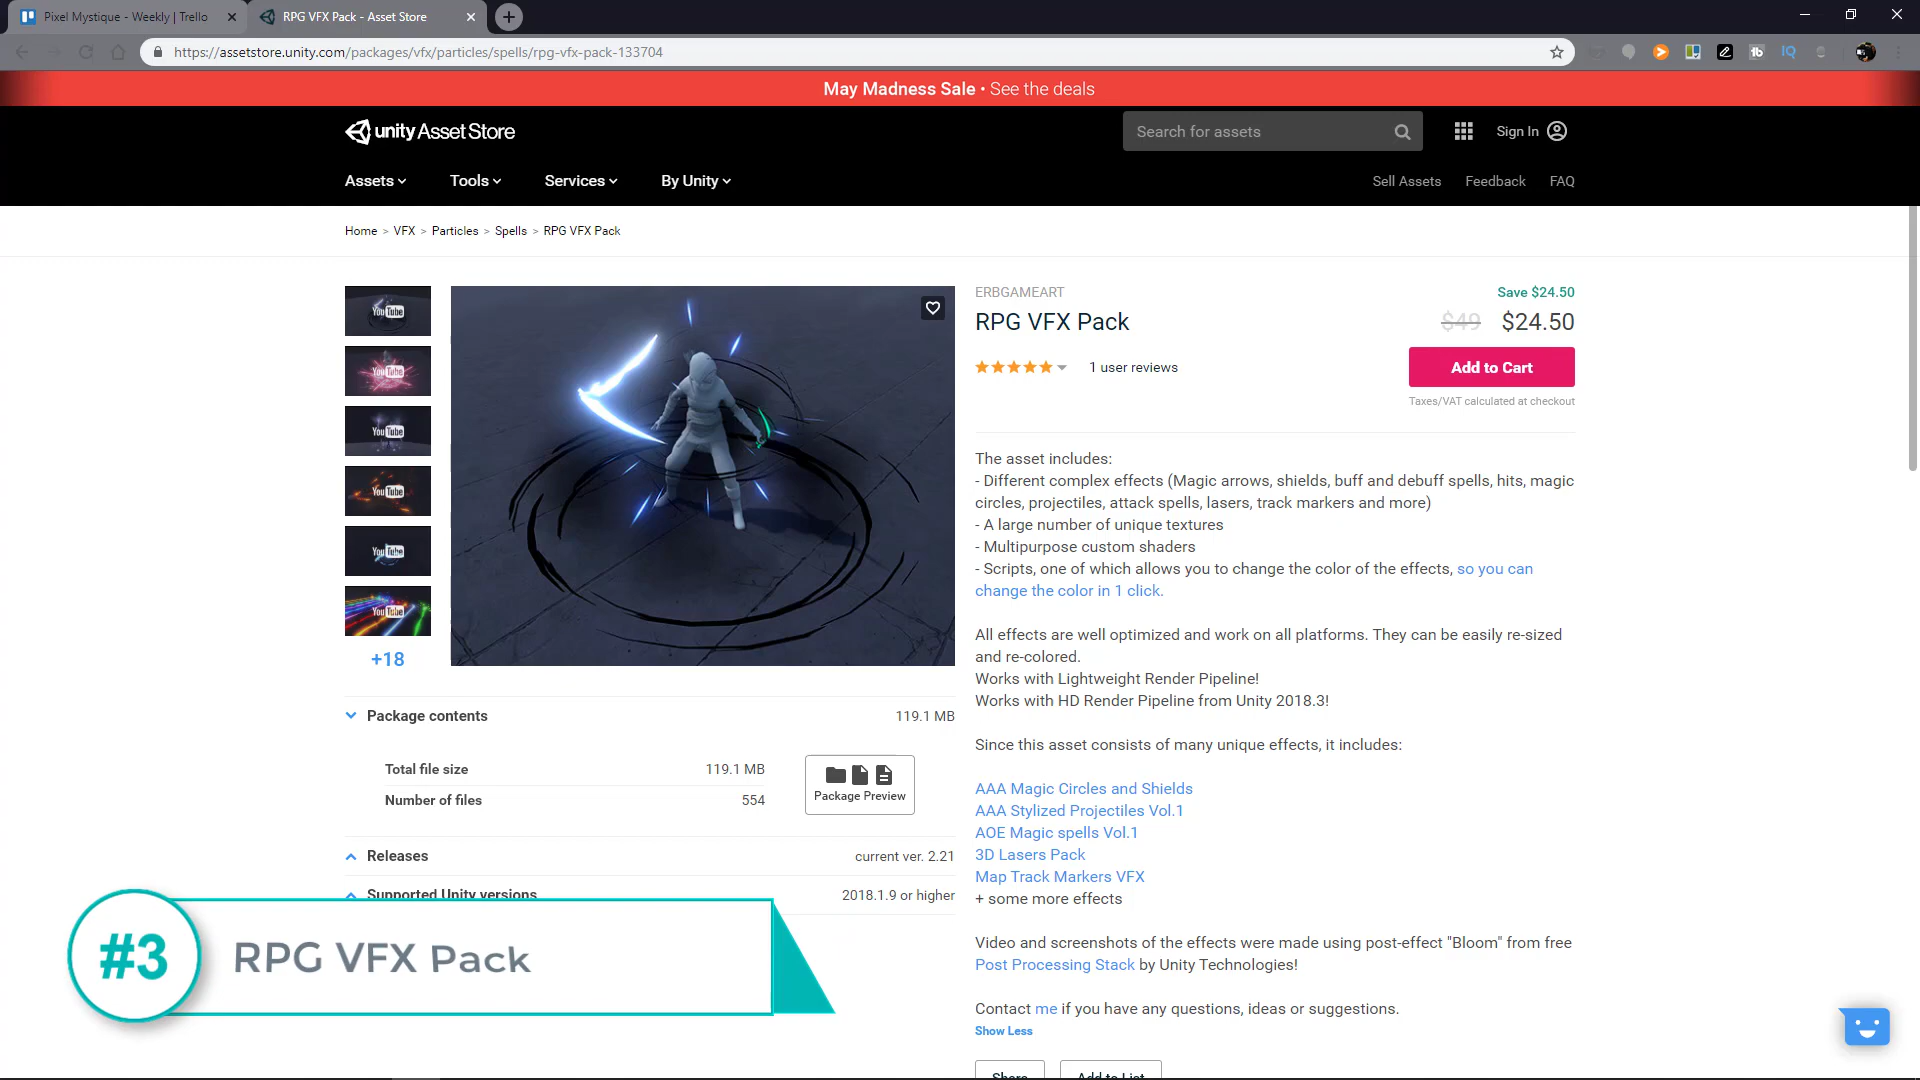 Pixel Mystique - Weekly | Trello
RPG VFX Pack - Asset Store
https://assetstore.unity.com/packages/vfx/particles/spells/rpg-vfx-pack-133704
May Madness Sale • See the deals
unity Asset Store
Search for assets
Sign In
Assets
Tools
Services
By Unity
Sell Assets
Feedback
FAQ
Home > VFX > Particles > Spells > RPG VFX Pack
YouTube
YouTube
YouTube
YouTube
YouTube
YouTube
+18
ERBGAMEART
Save $24.50
RPG VFX Pack
$49 $24.50
1 user reviews
Add to Cart
Taxes/VAT calculated at checkout
The asset includes:
- Different complex effects (Magic arrows, shields, buff and debuff spells, hits, magic
circles, projectiles, attack spells, lasers, track markers and more)
- A large number of unique textures
- Multipurpose custom shaders
- Scripts, one of which allows you to change the color of the effects, so you can
change the color in 1 click.
All effects are well optimized and work on all platforms. They can be easily re-sized
and re-colored.
Works with Lightweight Render Pipeline!
Works with HD Render Pipeline from Unity 2018.3!
Since this asset consists of many unique effects, it includes:
AAA Magic Circles and Shields
AAA Stylized Projectiles Vol.1
AOE Magic spells Vol.1
3D Lasers Pack
Map Track Markers VFX
+ some more effects
Video and screenshots of the effects were made using post-effect "Bloom" from free
Post Processing Stack by Unity Technologies!
Contact me if you have any questions, ideas or suggestions.
Show Less
Share
Add to List
Package contents
119.1 MB
Total file size
119.1 MB
Number of files
554
Package Preview
Releases
current ver. 2.21
Supported Unity versions
2018.1.9 or higher
#3
RPG VFX Pack